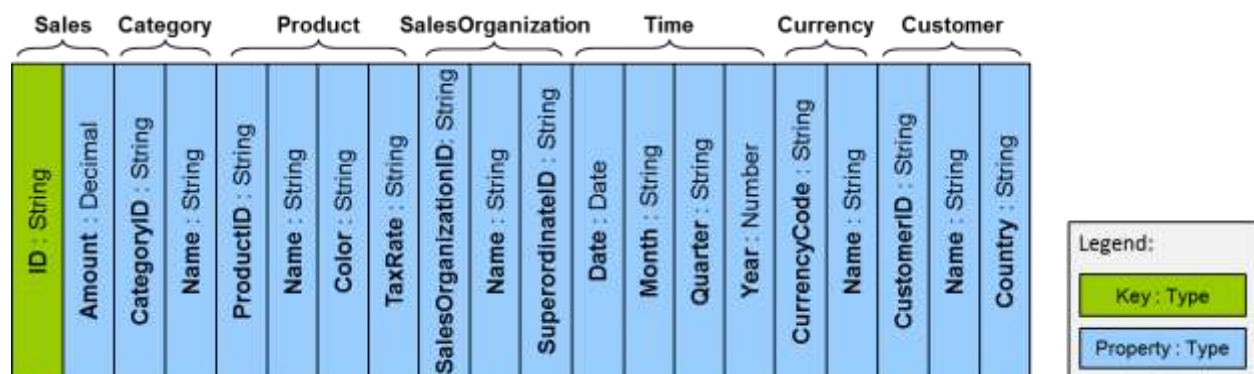 Sales Category Product SalesOrganization Time Currency Customer
ID : String
Amount : Decimal
CategoryID : String
Name : String
ProductID : String
Name : String
Color : String
TaxRate : String
SalesOrganizationID: String
Name : String
SuperordinateID : String
Date : Date
Month : String
Quarter : String
Year : Number
CurrencyCode : String
Name : String
CustomerID : String
Name : String
Country : String
Legend:
Key : Type
Property : Type